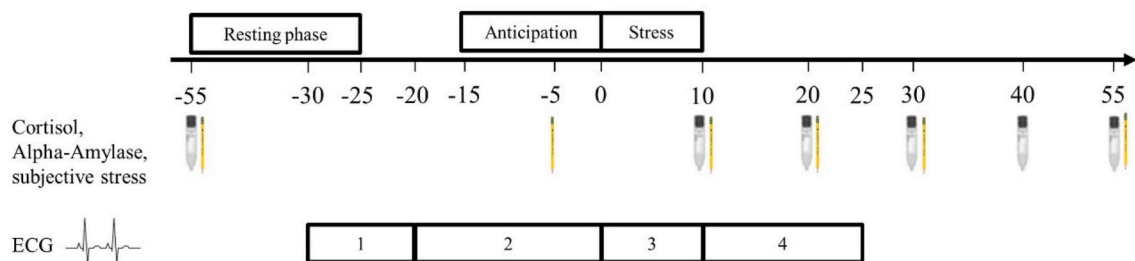 Resting phase Anticipation Stress
-55 -30 -25 -20 -15 -5 0 10 20 25 30 40 55
Cortisol,
Alpha-Amylase,
subjective stress
ECG 1 2 3 4